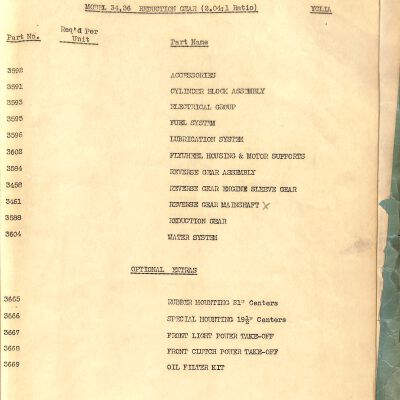 MODEL 34,36 REDUCTION GEAR (2.04:1 Ratio)
Part No. Req'd Per Unit Part Name
3592 ACCESSORIES
3591 CYLINDER BLOCK ASSEMBLY
3593 ELECTRICAL GROUP
3595 FUEL SYSTEM
3596 LUBRICATION SYSTEM
3602 FLYWHEEL HOUSING & MOTOR SUPPORTS
3594 REVERSE GEAR ASSEMBLY
3458 REVERSE GEAR ENGINE SLEEVE GEAR
3461 REVERSE GEAR MAINSHAFT X
3588 REDUCTION GEAR
3604 WATER SYSTEM
OPTIONAL EXTRAS
3665 RUBBER MOUNTING 21" Centers
3666 SPECIAL MOUNTING 19½" Centers
3667 FRONT LIGHT POWER TAKE-OFF
3668 FRONT CLUTCH POWER TAKE-OFF
3669 OIL FILTER KIT